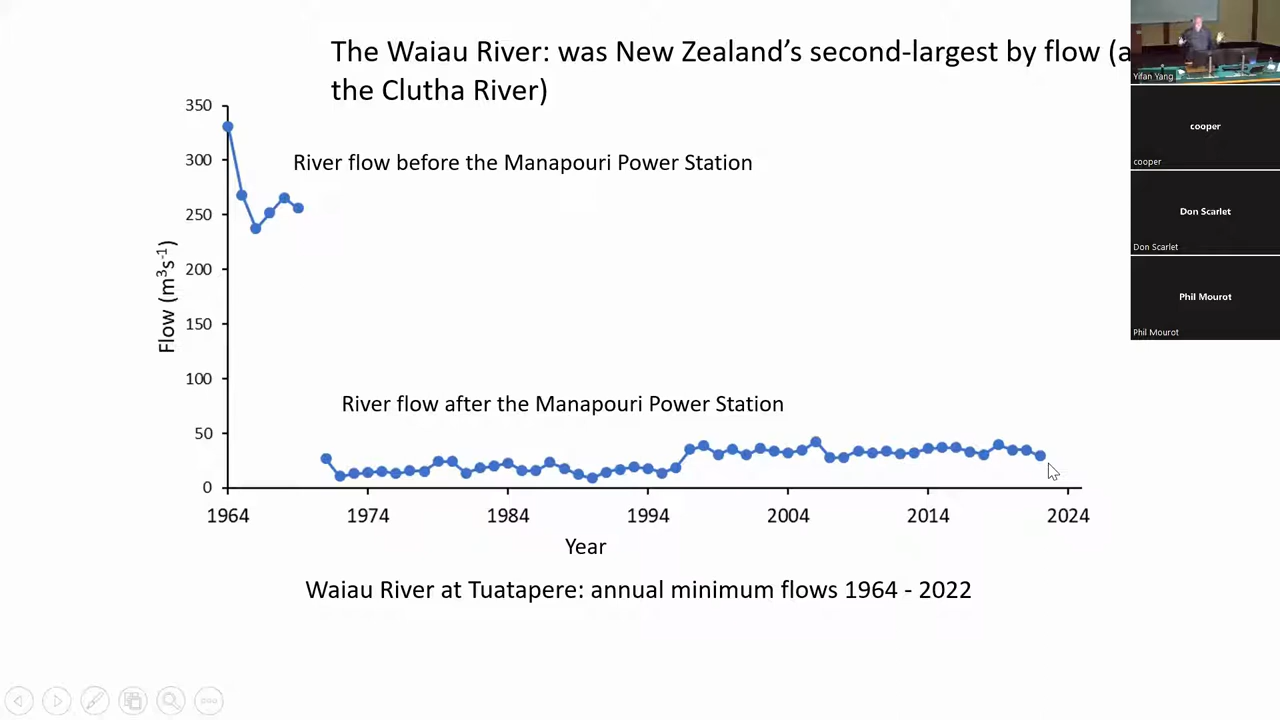 The Waiau River: was New Zealand's second-largest by flow (a
the Clutha River)
350
300
250
200
150
100
50
0
Flow (m³s⁻¹)
River flow before the Manapouri Power Station
River flow after the Manapouri Power Station
1964 1974 1984 1994 2004 2014 2024
Year
Waiau River at Tuatapere: annual minimum flows 1964 - 2022
Yifan Yang
cooper
cooper
Don Scarlet
Don Scarlet
Phil Mourot
Phil Mourot